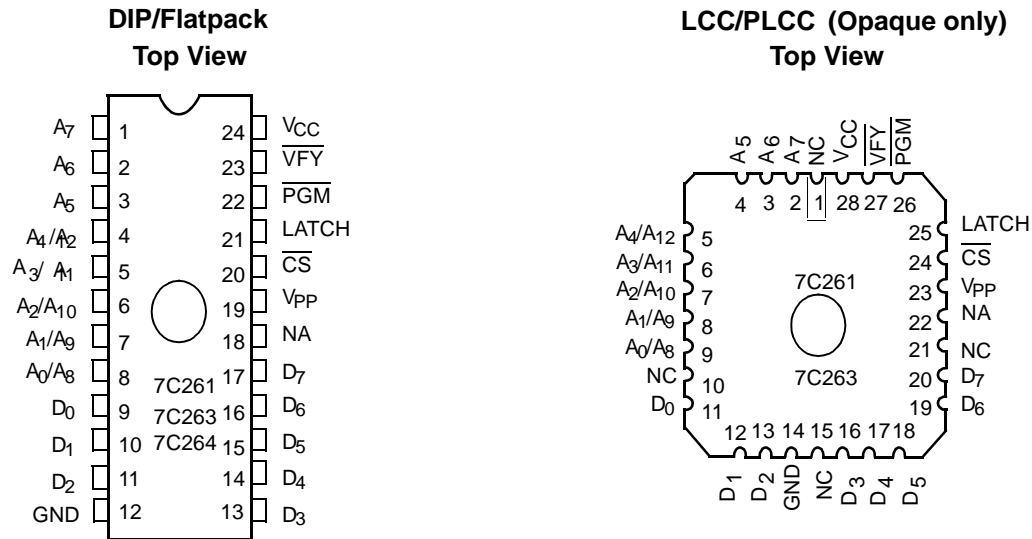 DIP/Flatpack
Top View
A7 1 24 VCC
A6 2 23 VFY
A5 3 22 PGM
A4/A12 4 21 LATCH
A3/A11 5 20 CS
A2/A10 6 19 VPP
A1/A9 7 18 NA
A0/A8 8 17 D7
D0 9 16 D6
D1 10 15 D5
D2 11 14 D4
GND 12 13 D3
7C261
7C263
7C264
LCC/PLCC (Opaque only)
Top View
A5 A6 A7 NC VCC VFY PGM
4 3 2 1 28 27 26
A4/A12 5 25 LATCH
A3/A11 6 24 CS
A2/A10 7 23 VPP
A1/A9 8 22 NA
A0/A8 9 21 NC
NC 10 20 D7
D0 11 19 D6
7C261
7C263
12 13 14 15 16 17 18
D1 D2 GND NC D3 D4 D5